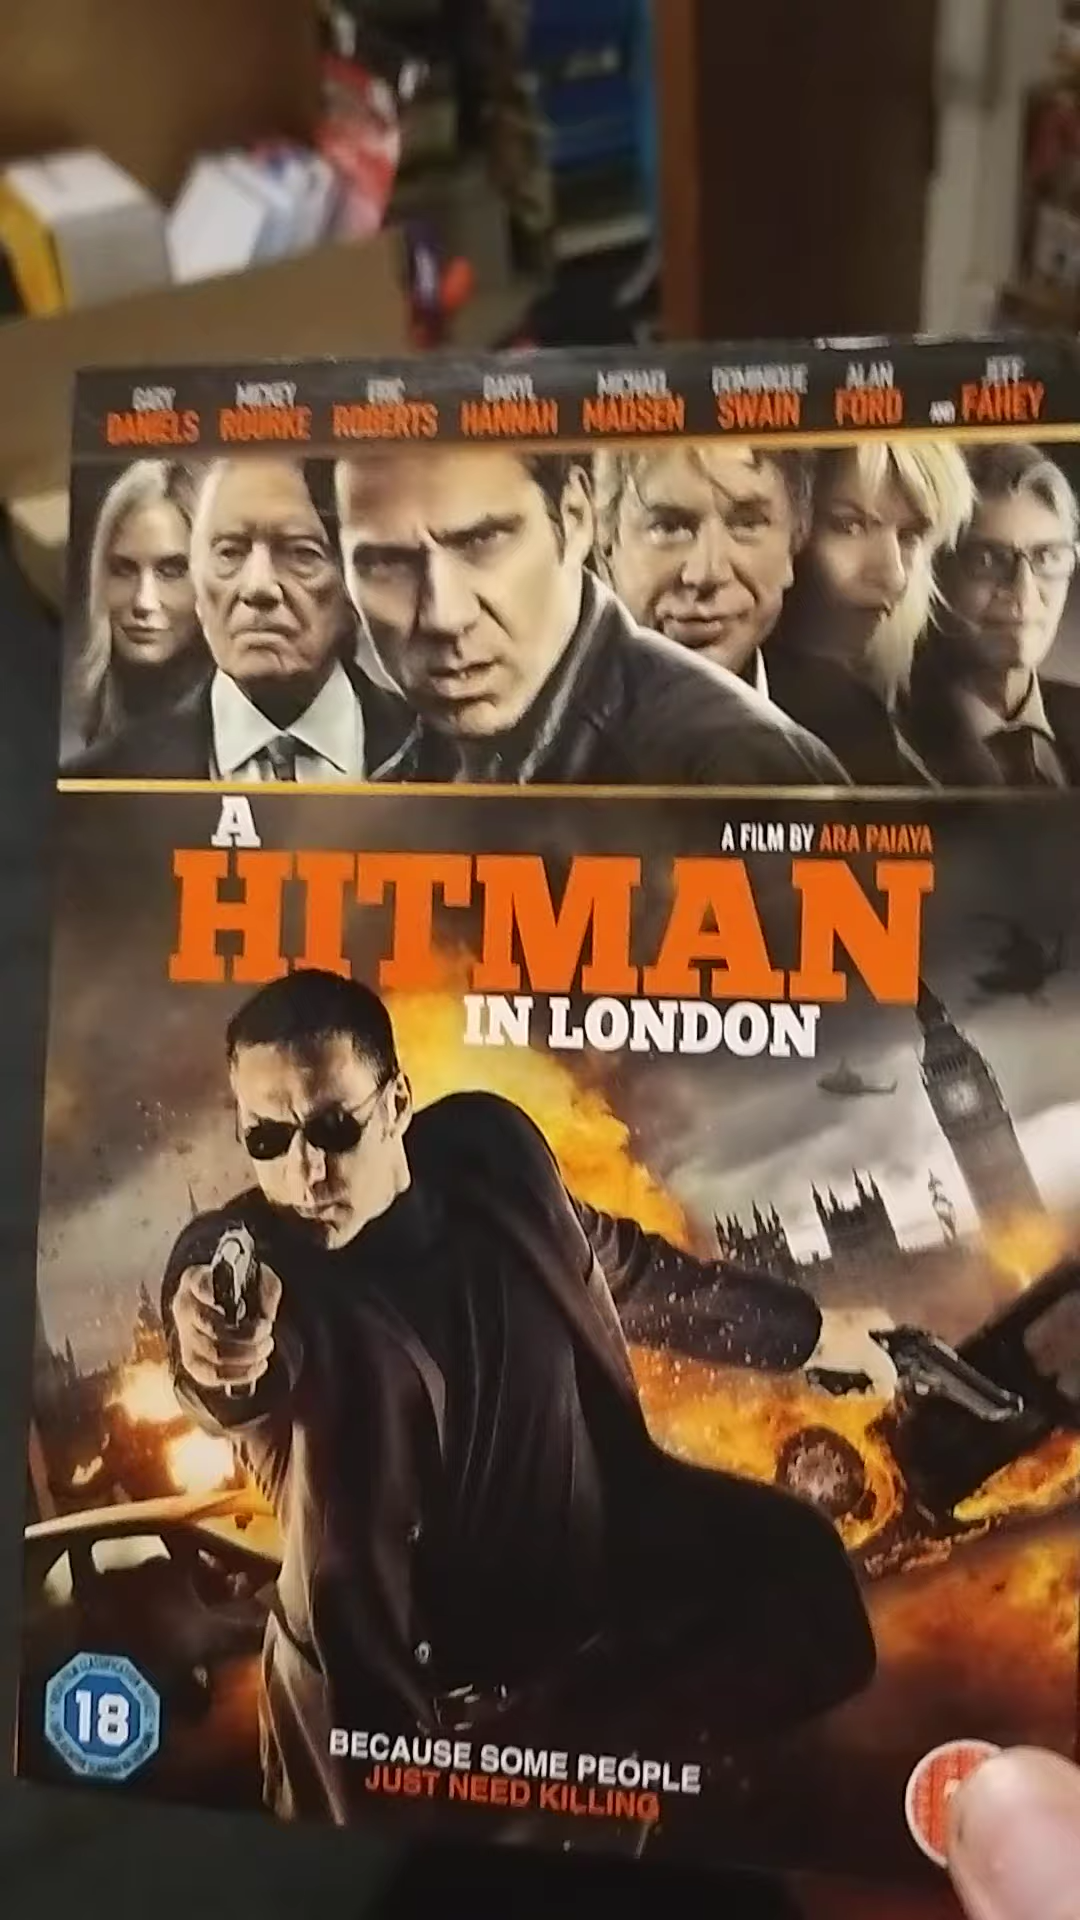 GARY DANIELS
MICKEY ROURKE
ERIC ROBERTS
DARYL HANNAH
MICHAEL MADSEN
DOMINIQUE SWAIN
ALAN FORD
AND JEFF FAHEY
A
A FILM BY ARA PAIAYA
HITMAN
IN LONDON
18
BECAUSE SOME PEOPLE
JUST NEED KILLING